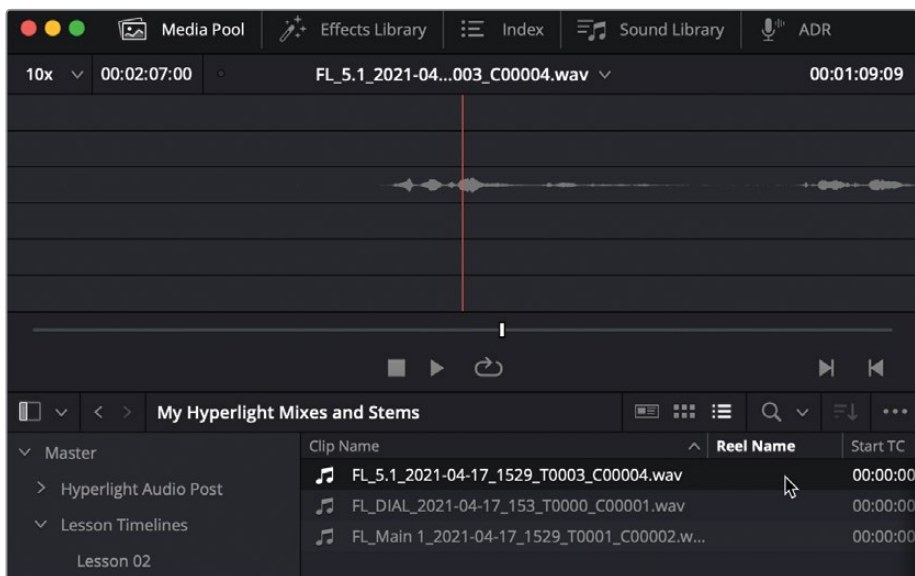 Media Pool Effects Library Index Sound Library ADR
10x 00:02:07:00 FL_5.1_2021-04...003_C00004.wav 00:01:09:09
My Hyperlight Mixes and Stems
Master
Hyperlight Audio Post
Lesson Timelines
Lesson 02
Clip Name Reel Name Start TC
FL_5.1_2021-04-17_1529_T0003_C00004.wav 00:00:00
FL_DIAL_2021-04-17_153_T0000_C00001.wav 00:00:00
FL_Main 1_2021-04-17_1529_T0001_C00002.w... 00:00:00